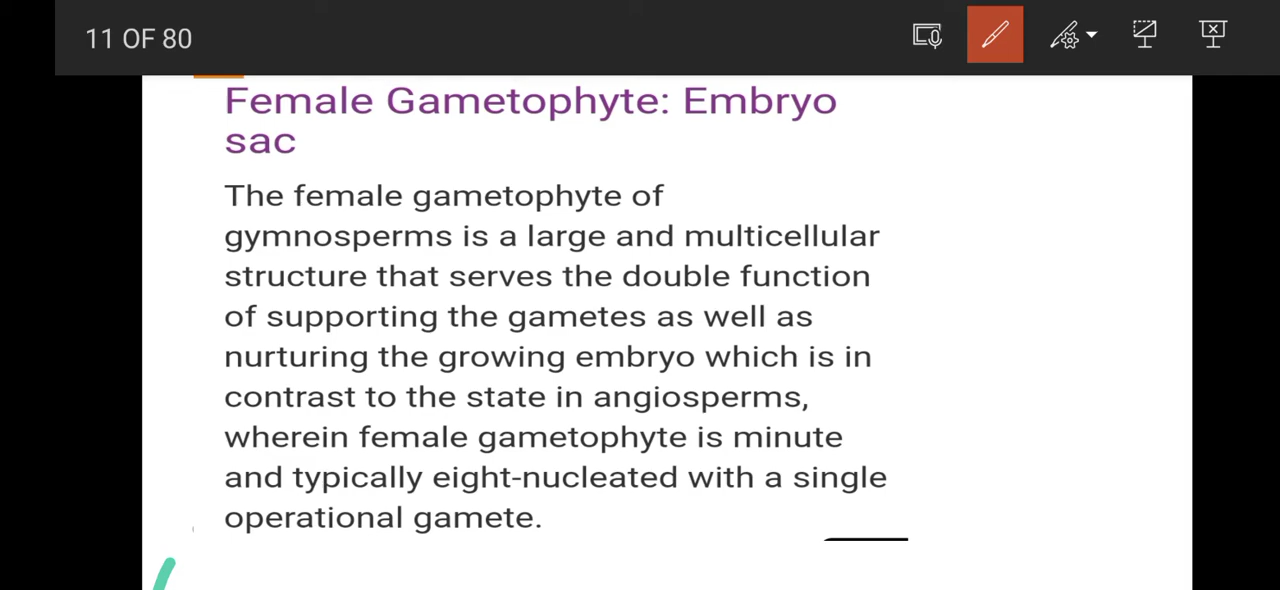 11 OF 80
Female Gametophyte: Embryo
sac
The female gametophyte of
gymnosperms is a large and multicellular
structure that serves the double function
of supporting the gametes as well as
nurturing the growing embryo which is in
contrast to the state in angiosperms,
wherein female gametophyte is minute
and typically eight-nucleated with a single
operational gamete.